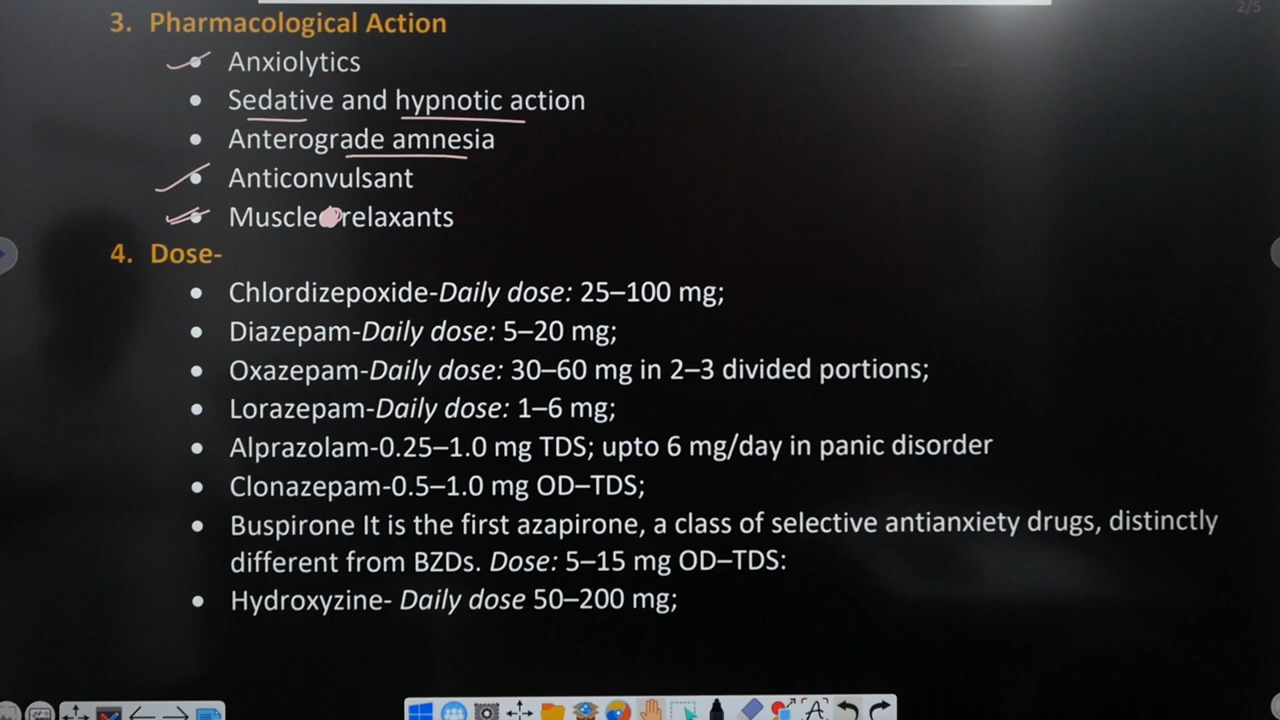 2/5
3. Pharmacological Action
• Anxiolytics
• Sedative and hypnotic action
• Anterograde amnesia
• Anticonvulsant
• Muscle relaxants
4. Dose-
• Chlordizepoxide-Daily dose: 25–100 mg;
• Diazepam-Daily dose: 5–20 mg;
• Oxazepam-Daily dose: 30–60 mg in 2–3 divided portions;
• Lorazepam-Daily dose: 1–6 mg;
• Alprazolam-0.25–1.0 mg TDS; upto 6 mg/day in panic disorder
• Clonazepam-0.5–1.0 mg OD–TDS;
• Buspirone It is the first azapirone, a class of selective antianxiety drugs, distinctly
different from BZDs. Dose: 5–15 mg OD–TDS:
• Hydroxyzine- Daily dose 50–200 mg;